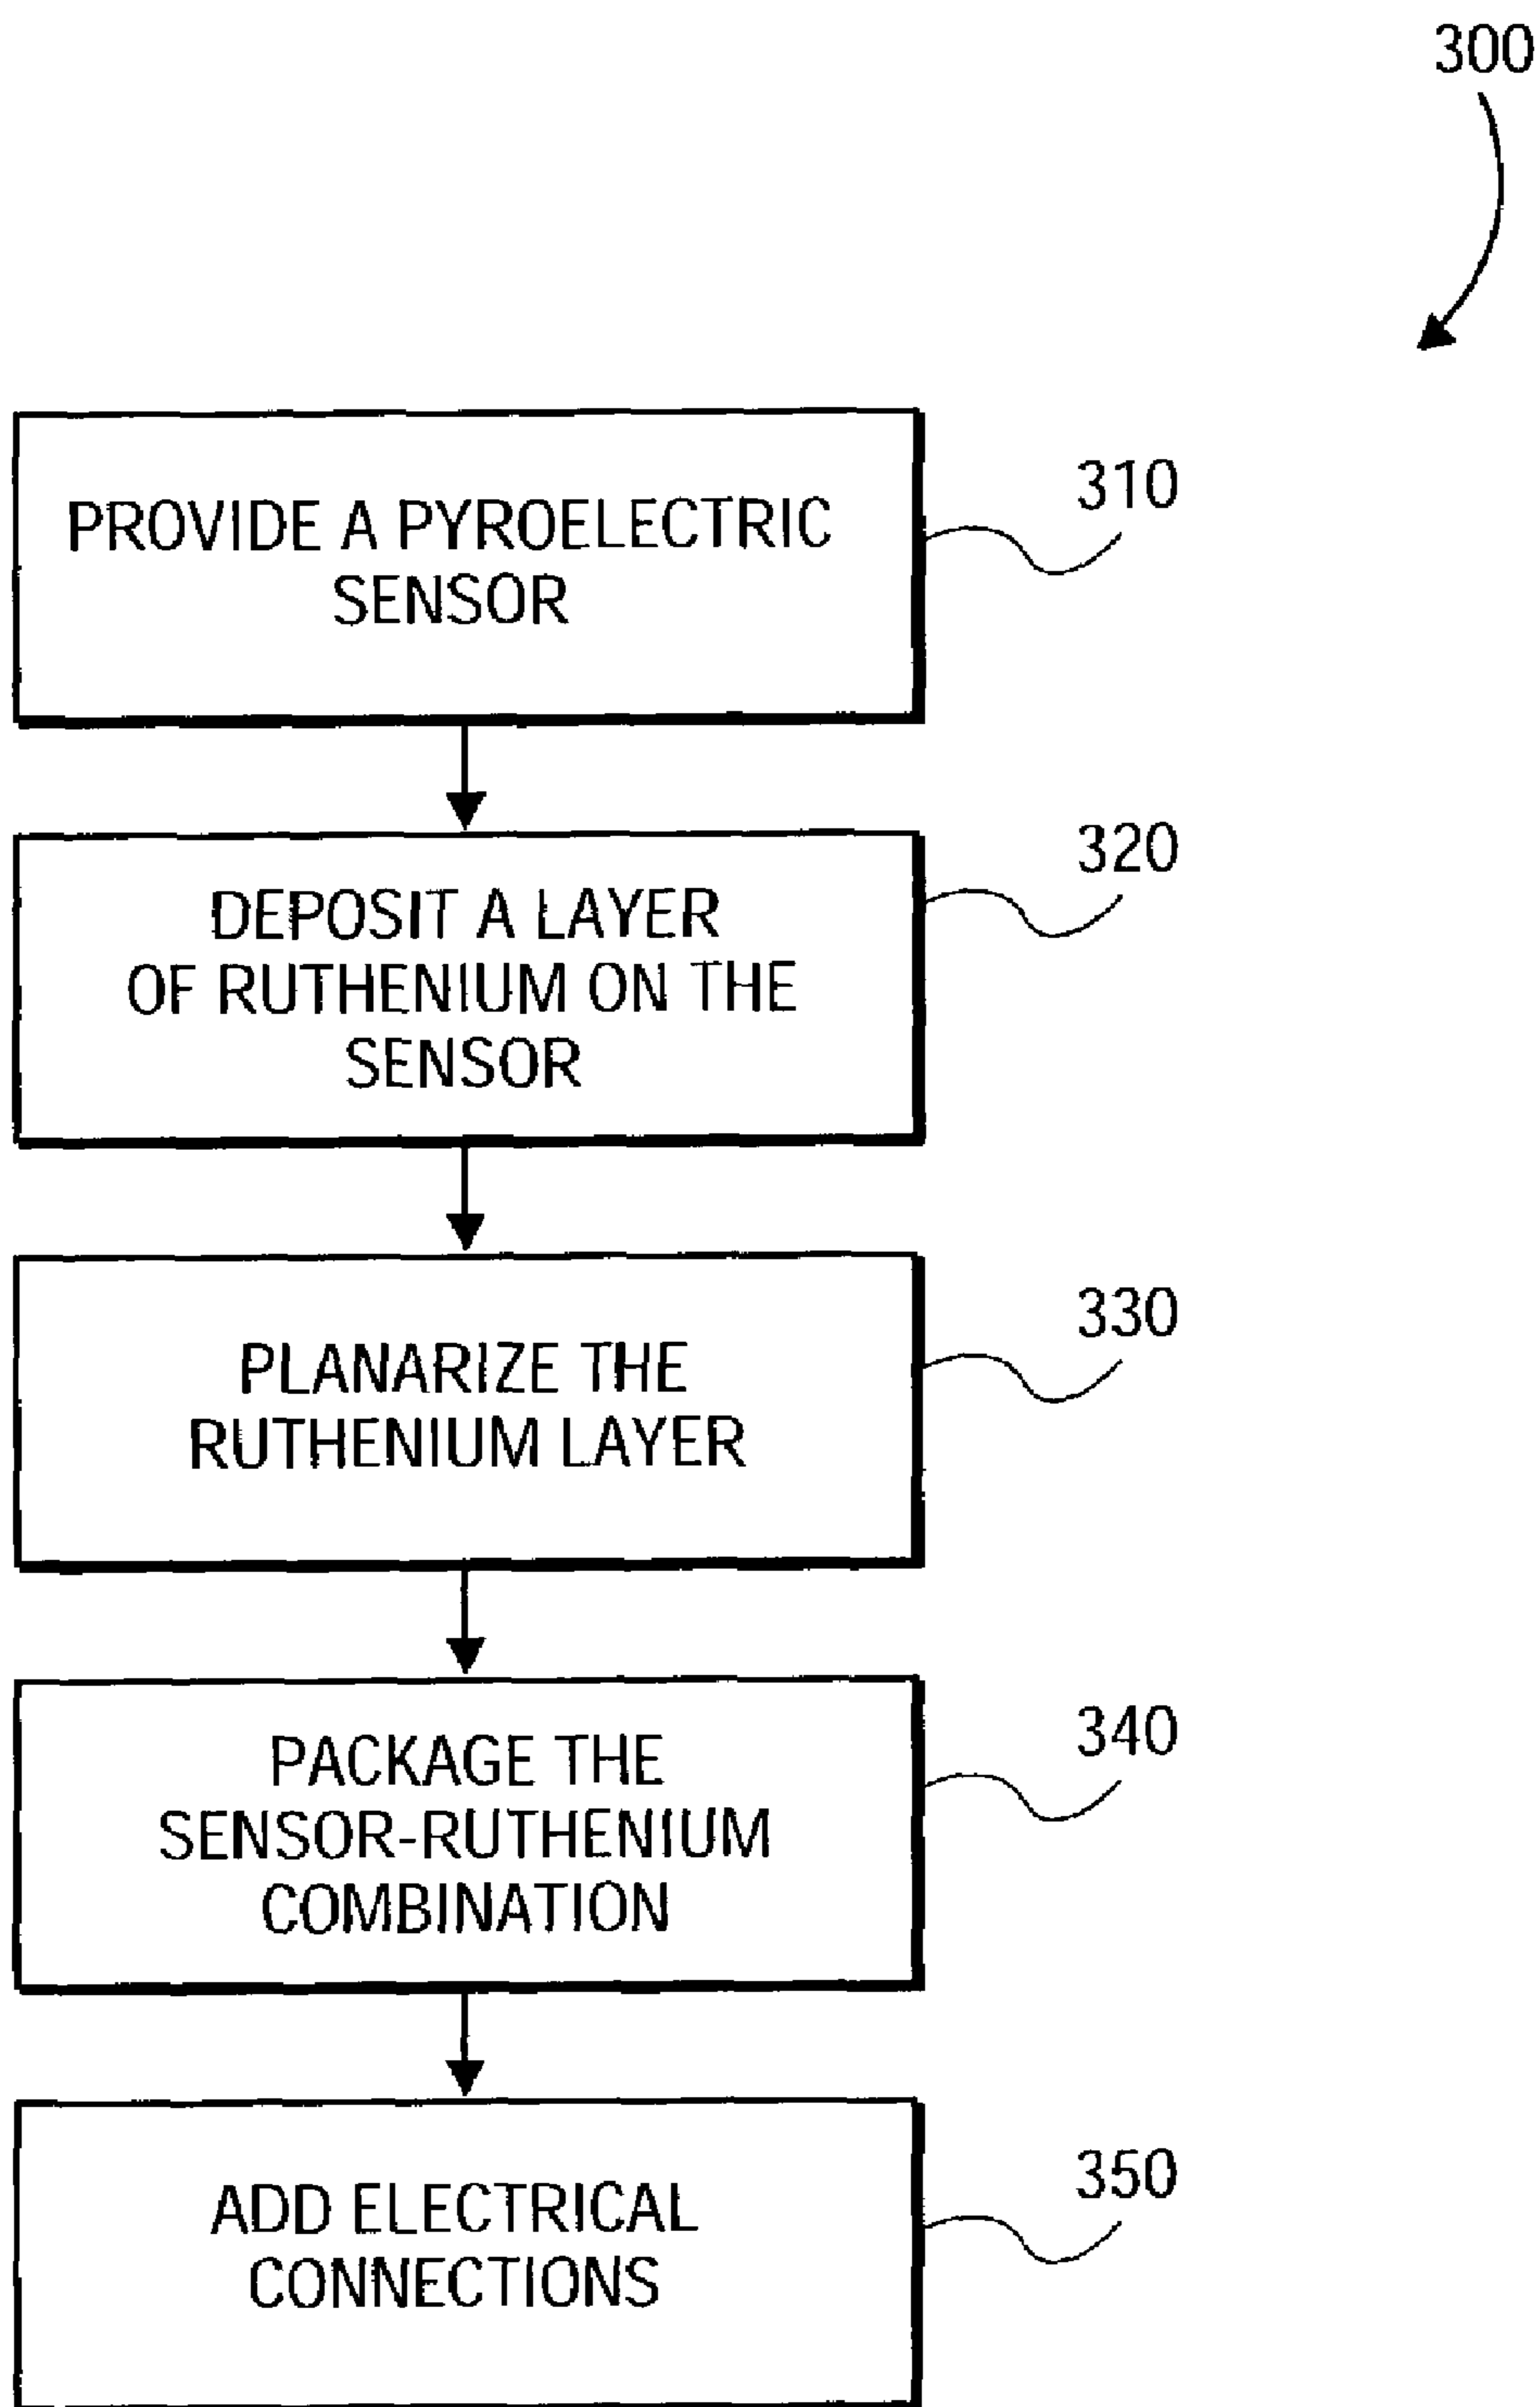 300
PROVIDE A PYROELECTRIC
SENSOR
310
DEPOSIT A LAYER
OF RUTHENIUM ON THE
SENSOR
320
PLANARIZE THE
RUTHENIUM LAYER
330
PACKAGE THE
SENSOR-RUTHENIUM
COMBINATION
340
ADD ELECTRICAL
CONNECTIONS
350